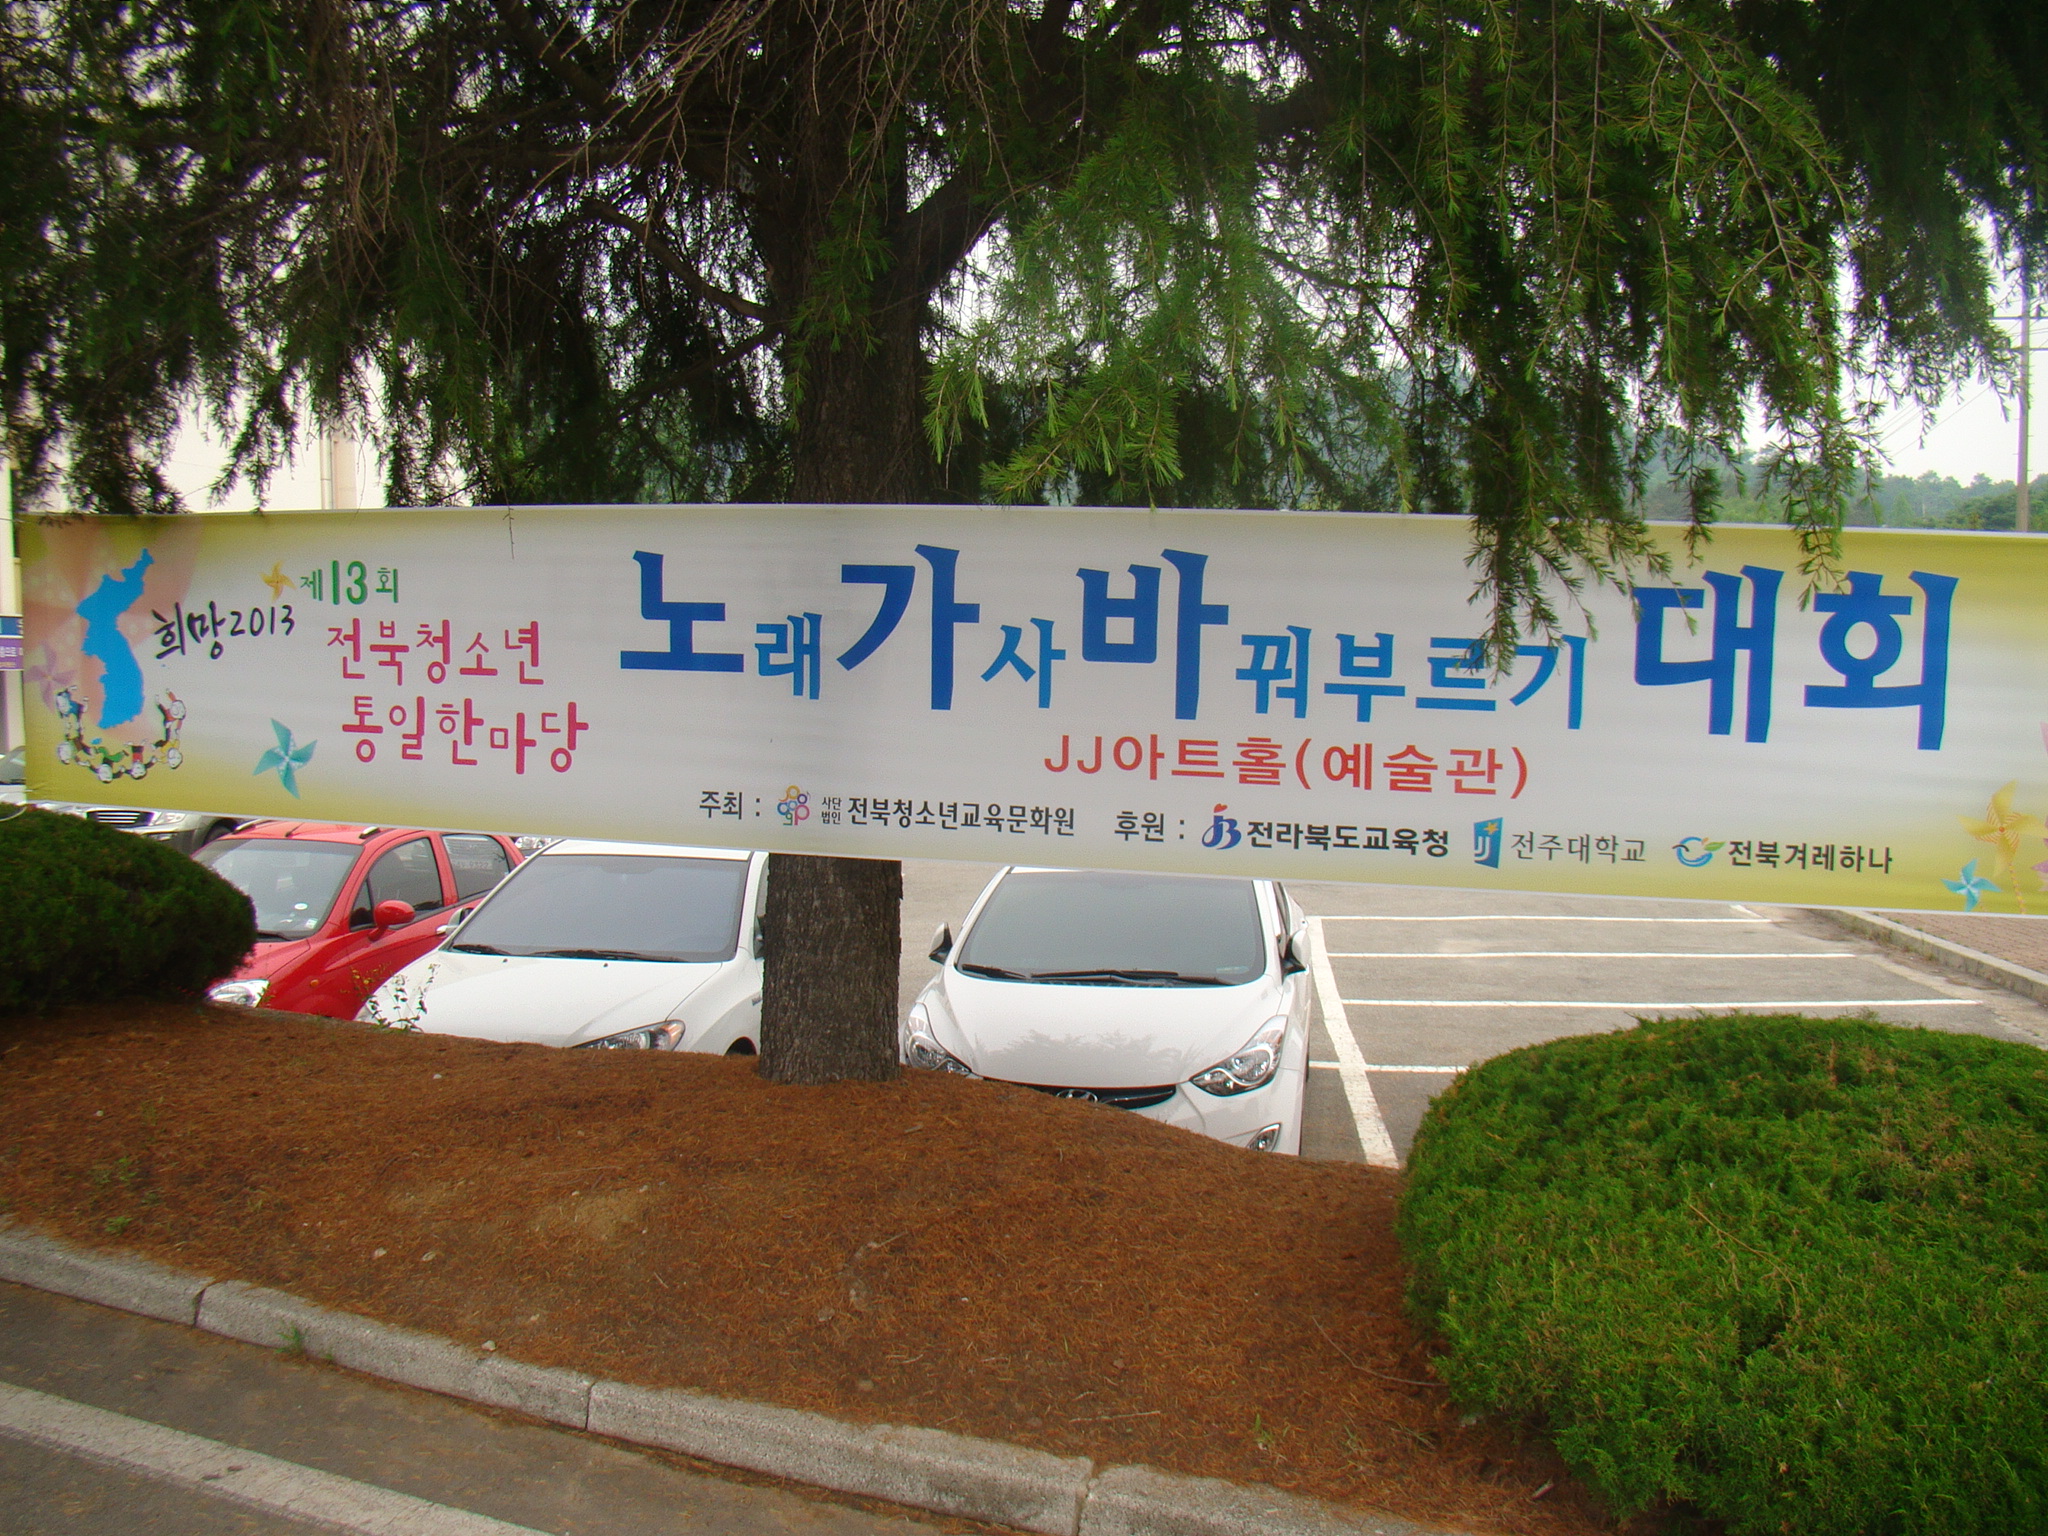 희망2013
제13회
전북청소년
통일한마당
노래가사바꿔부르기대회
JJ아트홀(예술관)
주최 : 사단법인 전북청소년교육문화원 후원 : 전라북도교육청 전주대학교 전북겨레하나